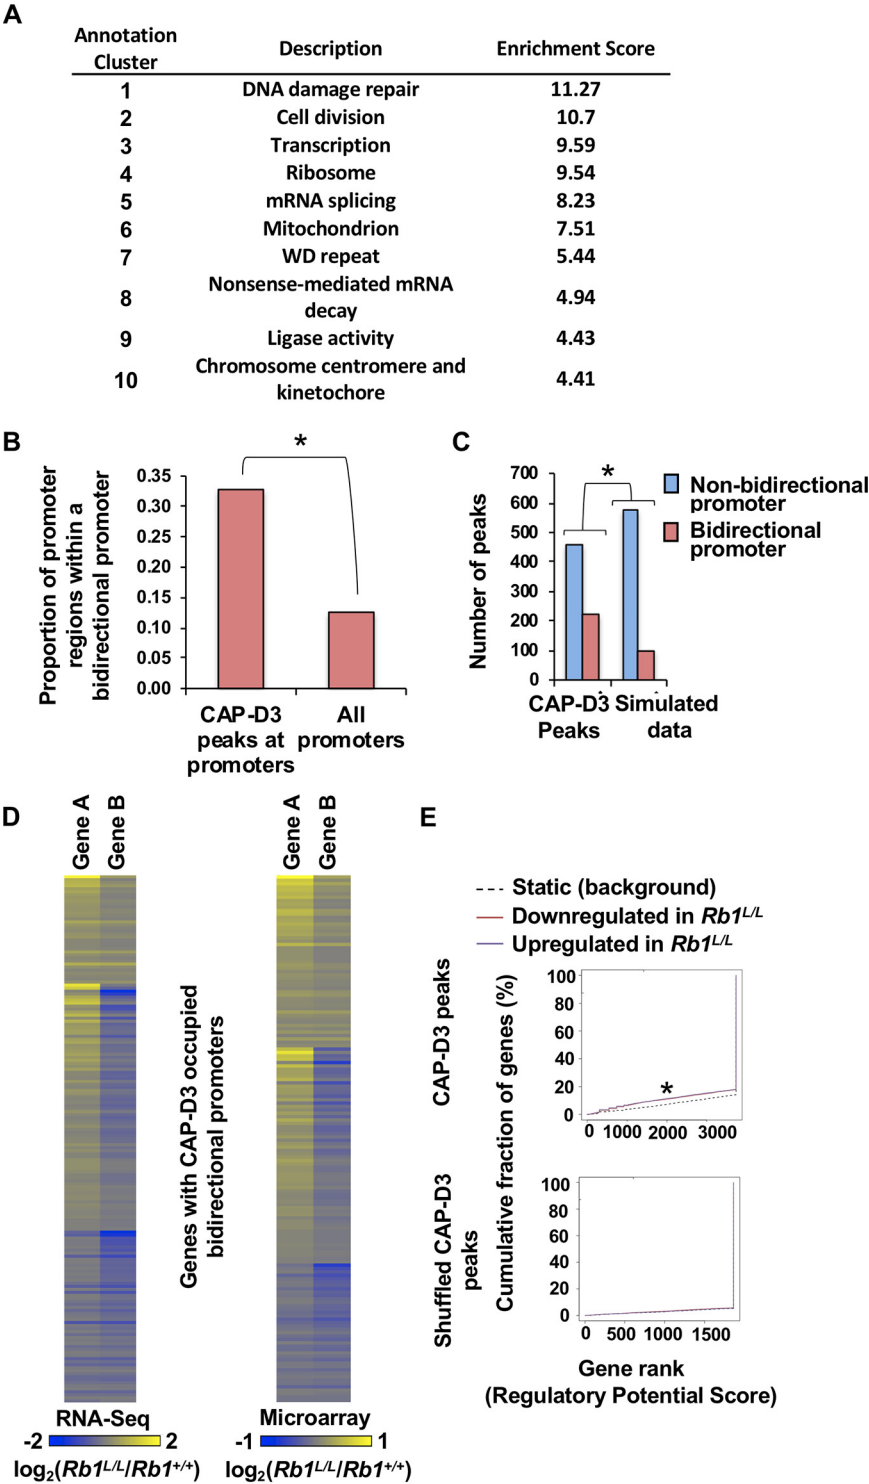 A
Annotation Cluster Description Enrichment Score
1 DNA damage repair 11.27
2 Cell division 10.7
3 Transcription 9.59
4 Ribosome 9.54
5 mRNA splicing 8.23
6 Mitochondrion 7.51
7 WD repeat 5.44
8 Nonsense-mediated mRNA decay 4.94
9 Ligase activity 4.43
10 Chromosome centromere and kinetochore 4.41
B
Proportion of promoter
regions within a
bidirectional promoter
0.35
0.30
0.25
0.20
0.15
0.10
0.05
0.00
*
CAP-D3
peaks at
promoters
All
promoters
C
Number of peaks
700
600
500
400
300
200
100
0
*
Non-bidirectional
promoter
Bidirectional
promoter
CAP-D3
Peaks
Simulated
data
D
Gene A
Gene B
Gene A
Gene B
Genes with CAP-D3 occupied
bidirectional promoters
RNA-Seq
-2 2
log2(Rb1L/L/Rb1+/+)
Microarray
-1 1
log2(Rb1L/L/Rb1+/+)
E
Static (background)
Downregulated in Rb1L/L
Upregulated in Rb1L/L
CAP-D3 peaks
Shuffled CAP-D3
peaks
Cumulative fraction of genes (%)
100
80
60
40
20
0
*
0 1000 2000 3000
100
80
60
40
20
0
0 500 1000 1500
Gene rank
(Regulatory Potential Score)